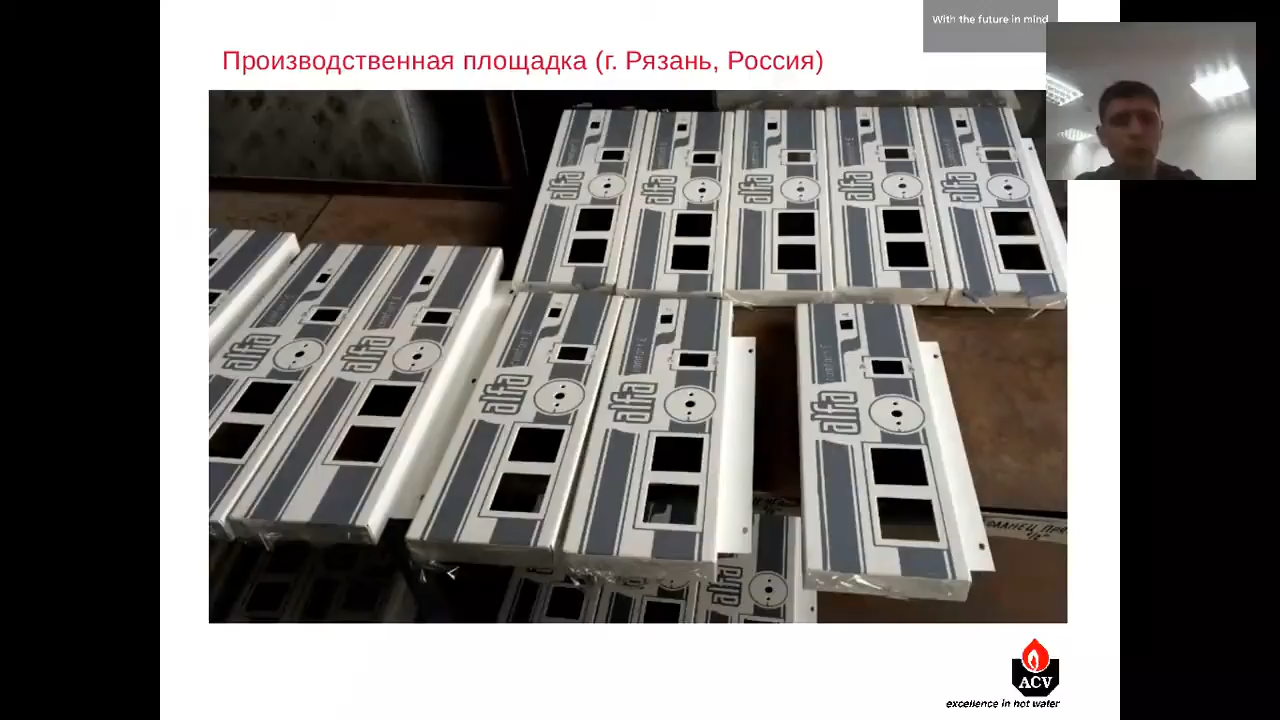 With the future in mind
Производственная площадка (г. Рязань, Россия)
alfa
alfa
alfa
alfa
alfa
alfa
alfa
alfa
alfa
alfa
Comfort E
alfa
ACV
excellence in hot water